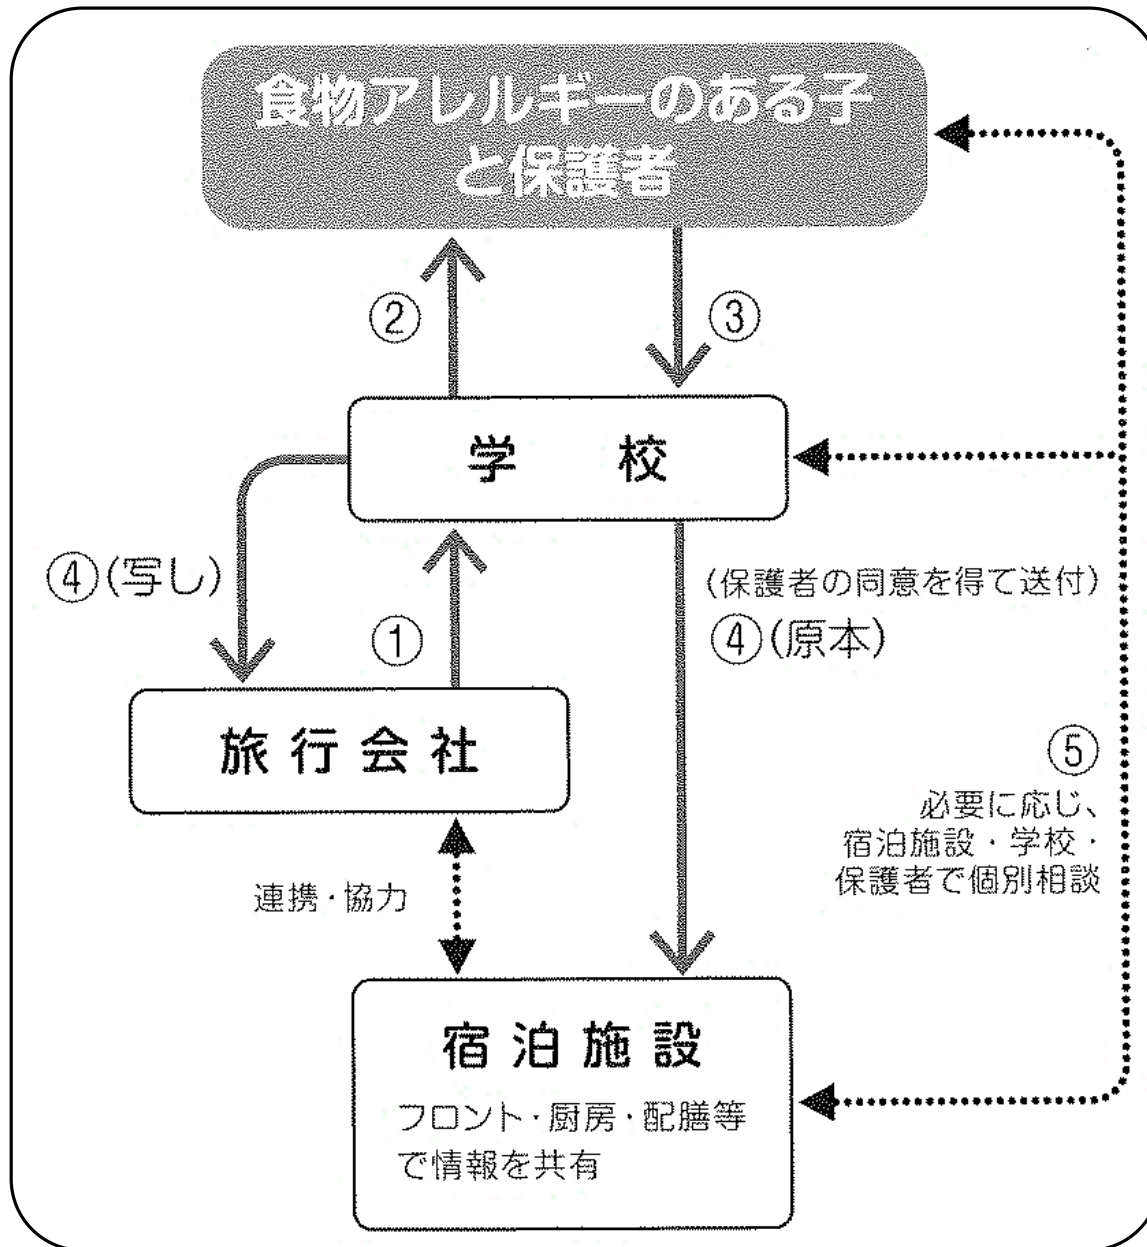 食物アレルギーのある子
と保護者
②
③
学 校
④(写し)
①
(保護者の同意を得て送付)
④(原本)
旅行会社
⑤
必要に応じ、
宿泊施設・学校・
保護者で個別相談
連携・協力
宿泊施設
フロント・厨房・配膳等
で情報を共有